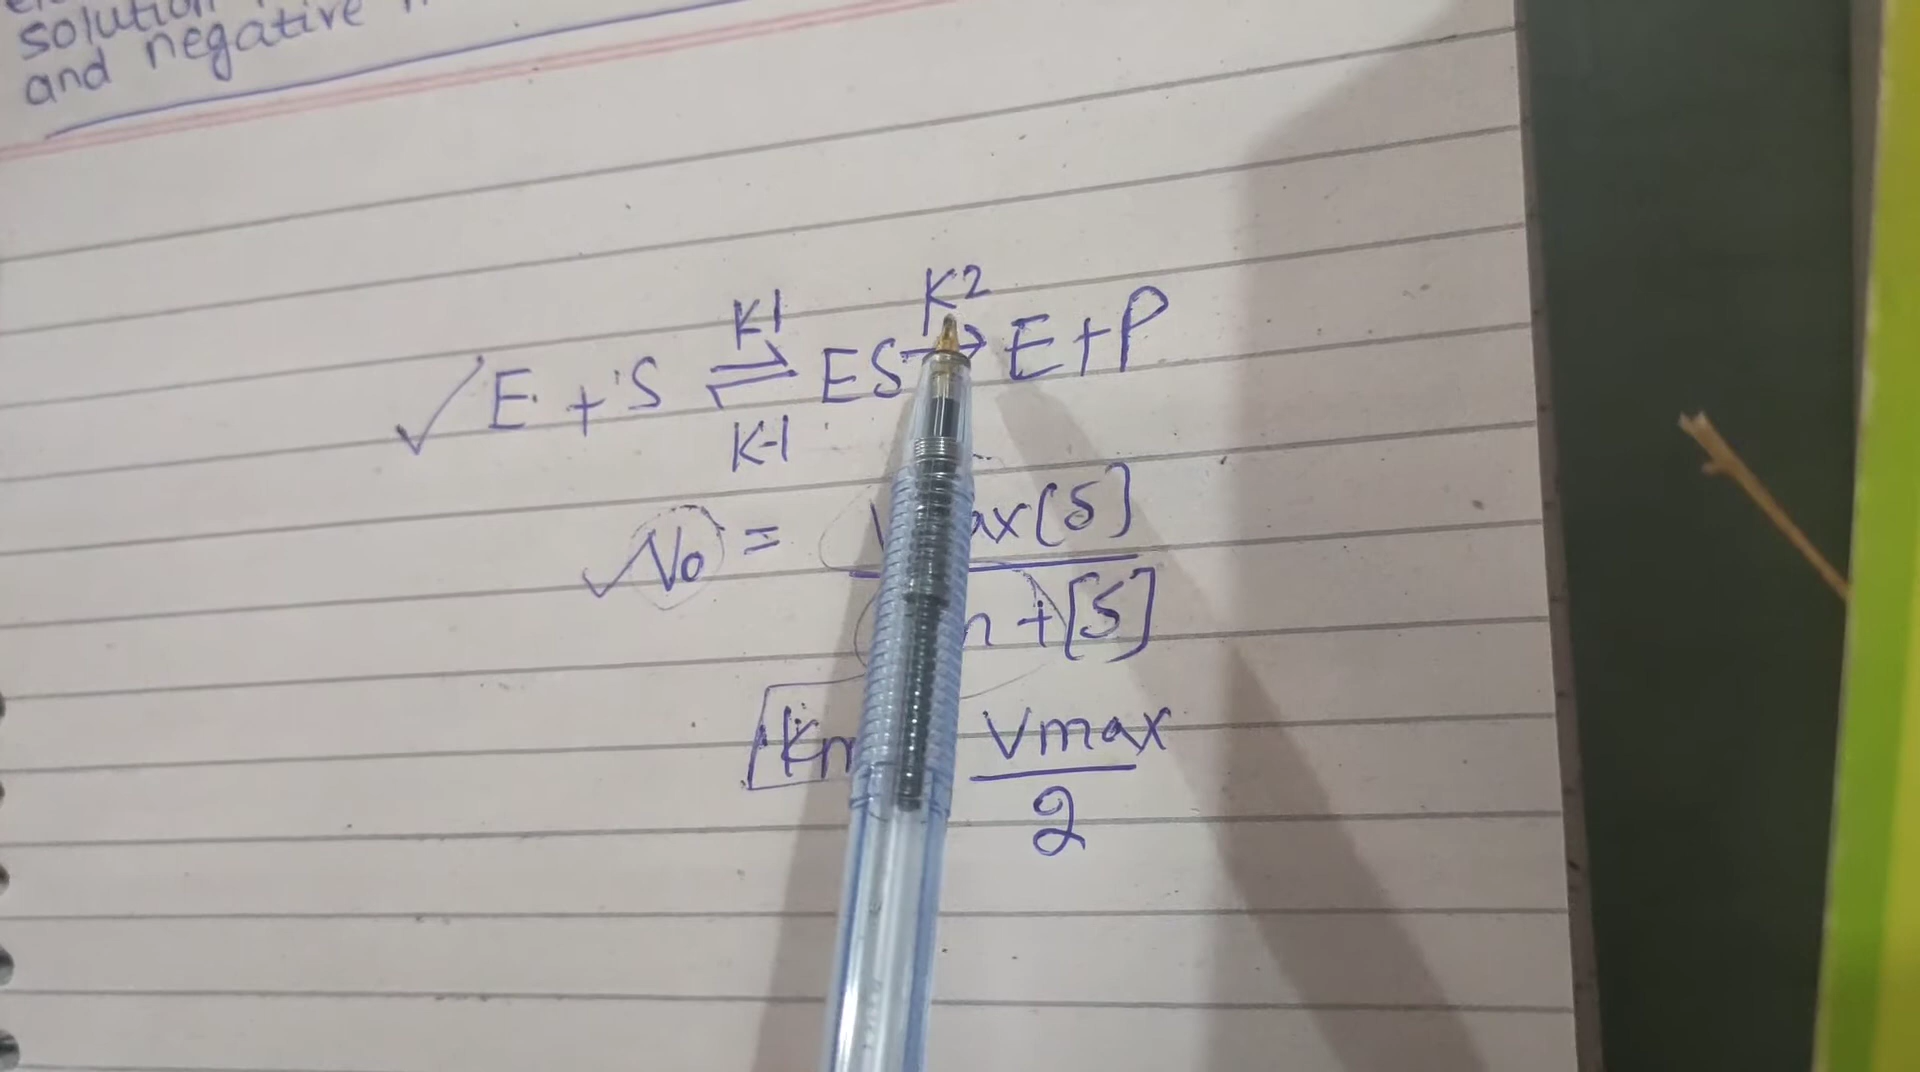 solution
and negative
K1 K2
E + S ⇌ ES → E + P
K-1
V0 = ax[S]
+ [S]
Km Vmax
2